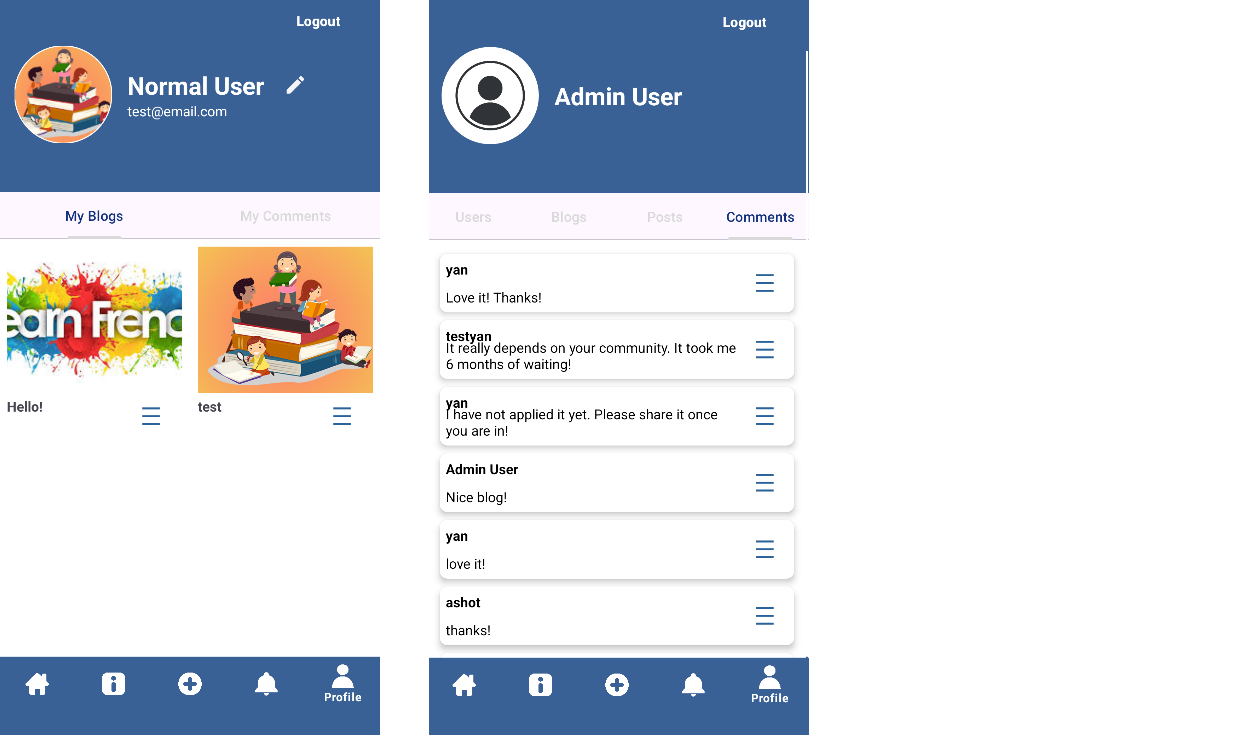 Logout
Normal User
test@email.com
My Blogs
My Comments
earn Frenc
Hello!
test
Profile
Logout
Admin User
Users
Blogs
Posts
Comments
yan
Love it! Thanks!
testyan
It really depends on your community. It took me
6 months of waiting!
yan
I have not applied it yet. Please share it once
you are in!
Admin User
Nice blog!
yan
love it!
ashot
thanks!
Profile